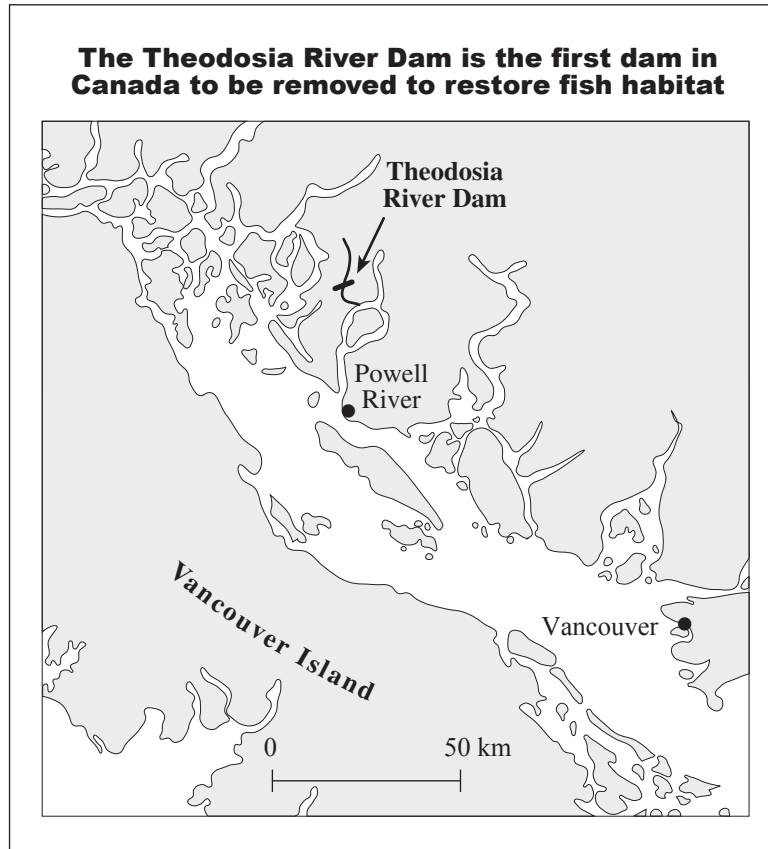 The Theodosia River Dam is the first dam in
Canada to be removed to restore fish habitat
Theodosia
River Dam
Powell
River
Vancouver Island
Vancouver
0 50 km